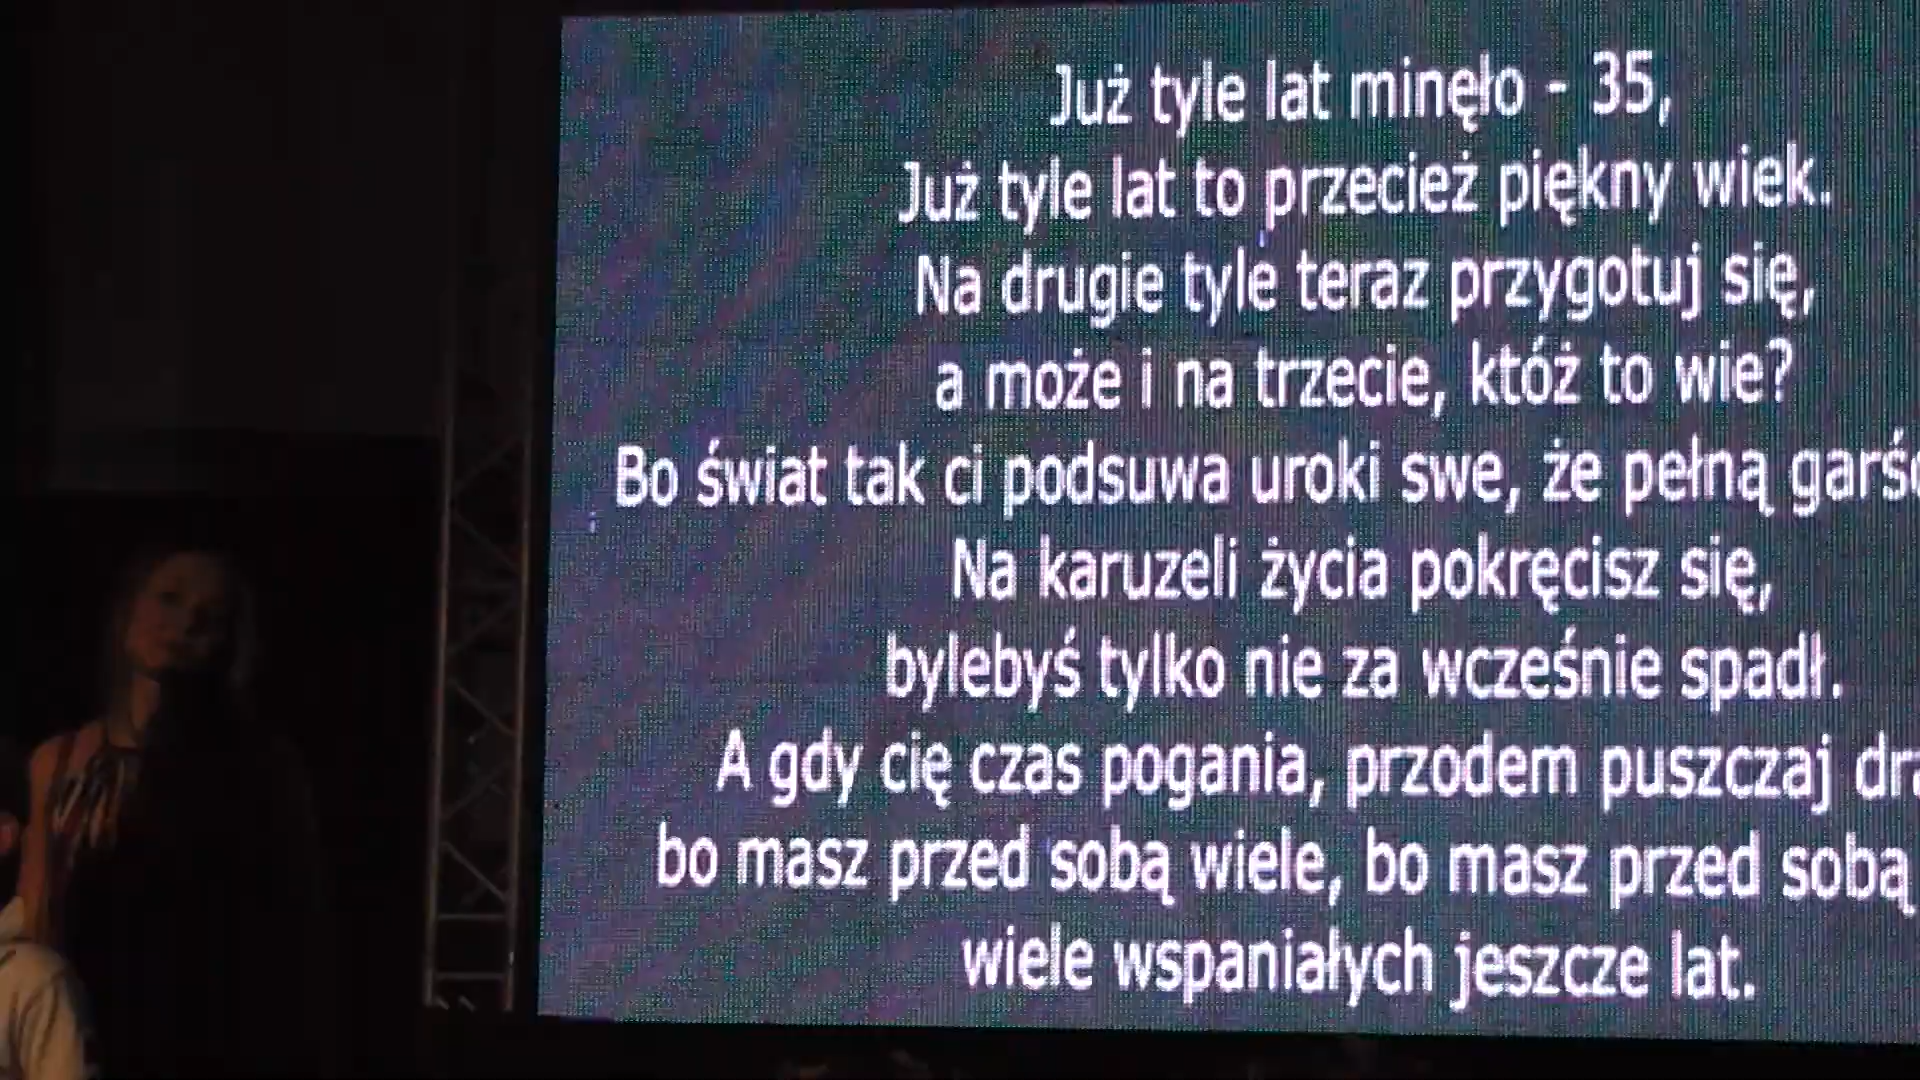 Już tyle lat minęło - 35,
Już tyle lat to przecież piękny wiek.
Na drugie tyle teraz przygotuj się,
a może i na trzecie, któż to wie?
Bo świat tak ci podsuwa uroki swe, że pełną
Na karuzeli życia pokręcisz się,
bylebyś tylko nie za wcześnie spadł.
A gdy cię czas pogania, przodem puszczaj
bo masz przed sobą wiele, bo masz przed sobą
wiele wspaniałych jeszcze lat.